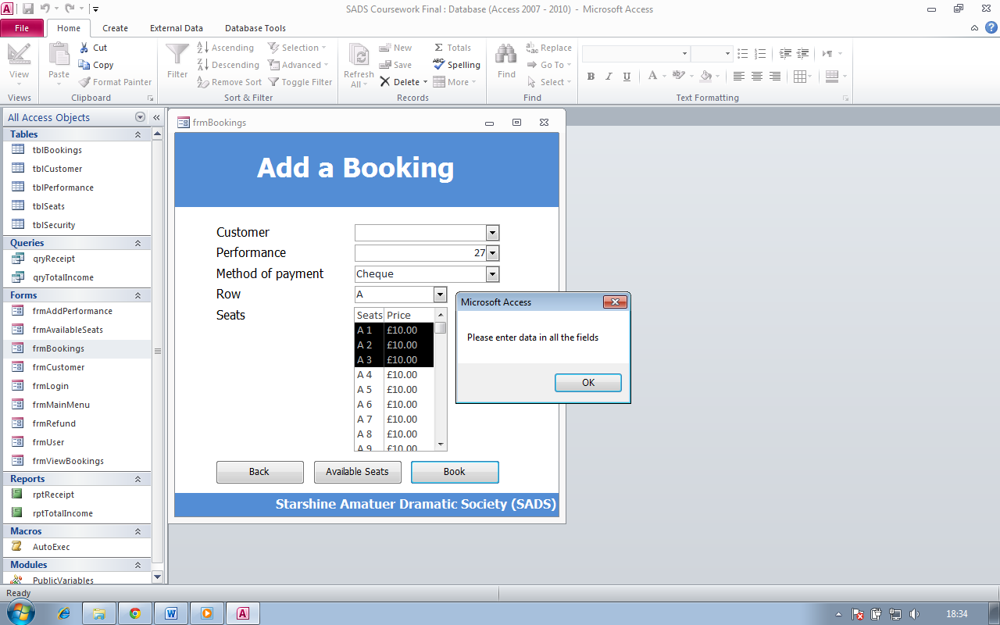 SADS Coursework Final : Database (Access 2007 - 2010) - Microsoft Access
File Home Create External Data Database Tools
View
Views
Paste
Cut
Copy
Format Painter
Clipboard
Filter
Ascending
Descending
Remove Sort
Selection
Advanced
Toggle Filter
Sort & Filter
Refresh
All
New
Save
Delete
Totals
Spelling
More
Records
Find
Replace
Go To
Select
Find
B I U
Text Formatting
All Access Objects
Tables
tblBookings
tblCustomer
tblPerformance
tblSeats
tblSecurity
Queries
qryReceipt
qryTotalIncome
Forms
frmAddPerformance
frmAvailableSeats
frmBookings
frmCustomer
frmLogin
frmMainMenu
frmRefund
frmUser
frmViewBookings
Reports
rptReceipt
rptTotalIncome
Macros
AutoExec
Modules
PublicVariables
frmBookings
Add a Booking
Customer
Performance 27
Method of payment Cheque
Row A
Seats
Seats Price
A 1 £10.00
A 2 £10.00
A 3 £10.00
A 4 £10.00
A 5 £10.00
A 6 £10.00
A 7 £10.00
A 8 £10.00
A 9 £10.00
Back Available Seats Book
Starshine Amatuer Dramatic Society (SADS)
Microsoft Access
Please enter data in all the fields
OK
Ready
18:34